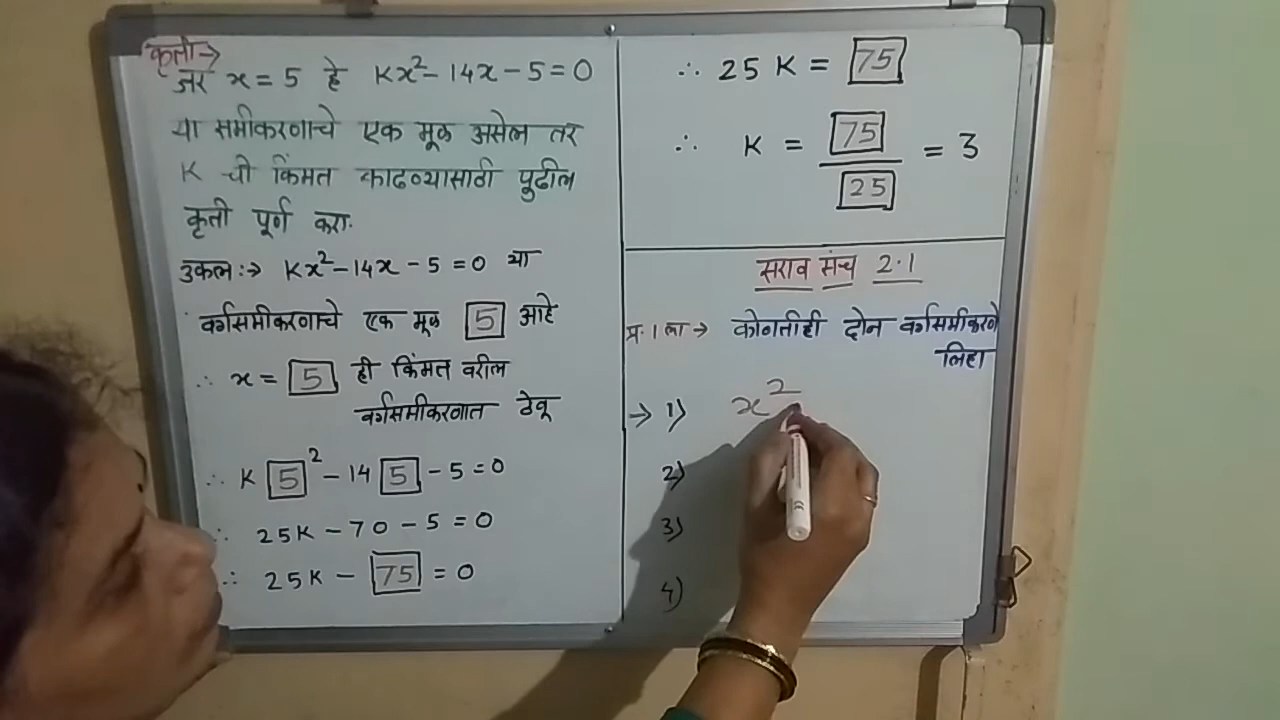 कृती →
जर x = 5 हे Kx² - 14x - 5 = 0
या समीकरणाचे एक मूळ असेल तर
K ची किंमत काढण्यासाठी पुढील
कृती पूर्ण करा.
उकल :→ Kx² - 14x - 5 = 0 या
वर्गसमीकरणाचे एक मूळ 5 आहे
∴ x = 5 ही किंमत वरील
वर्गसमीकरणात ठेवू
∴ K 5² - 14 5 - 5 = 0
∴ 25K - 70 - 5 = 0
∴ 25K - 75 = 0
∴ 25 K = 75
∴ K = 75/25 = 3
सराव संच 2.1
प्र. 1 ला → कोणतीही दोन वर्गसमीकरणे
लिहा
→ 1) x²
2)
3)
4)